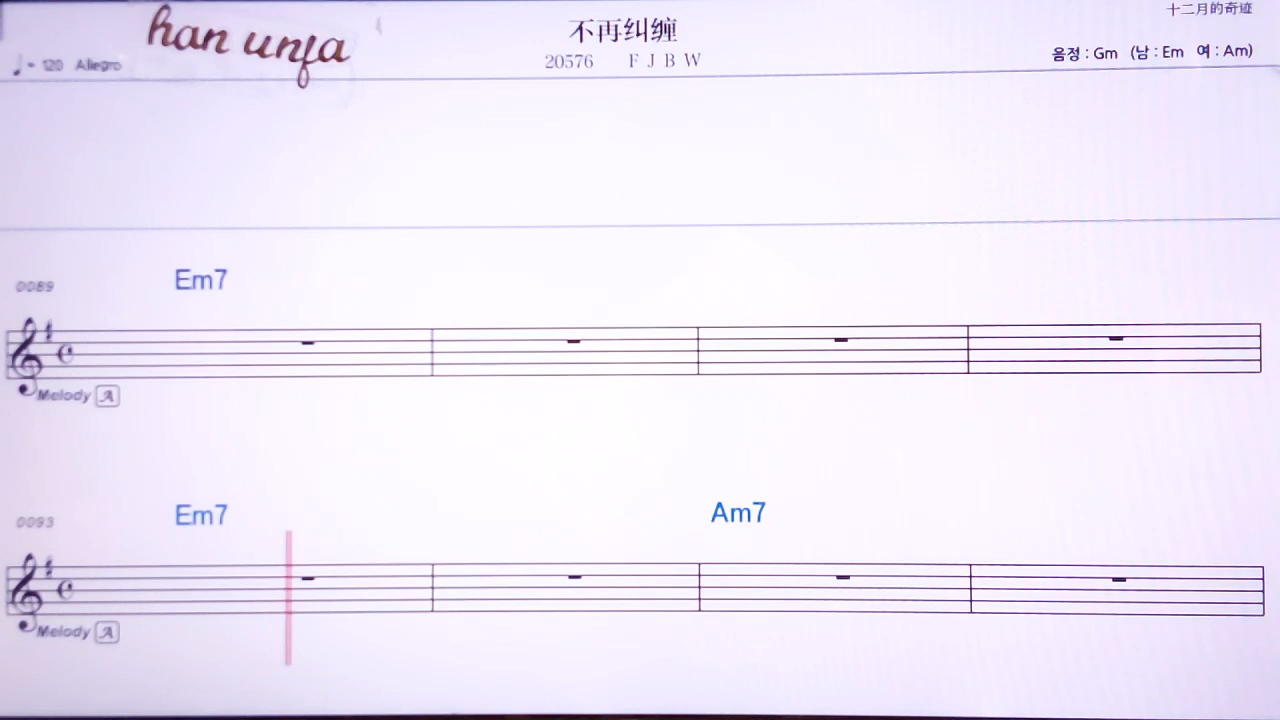 han unfa
不再纠缠
十二月的奇迹
♩= 120 Allegro
20576 F J B W
음정 : Gm (남 : Em 여 : Am)
0089 Em7
Melody A
0093 Em7 Am7
Melody A